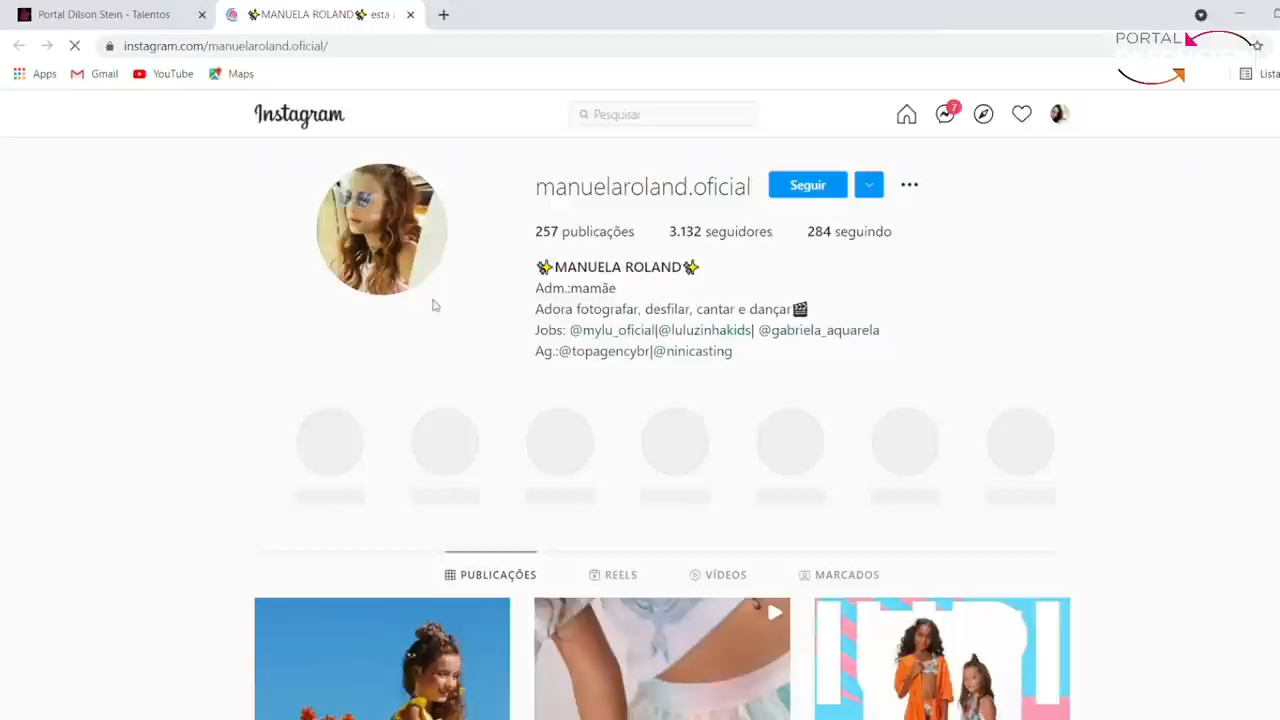 Portal Dilson Stein - Talentos
✨MANUELA ROLAND✨ esta
instagram.com/manuelaroland.oficial/
PORTAL
Apps
Gmail
YouTube
Maps
Lista
Instagram
Pesquisar
7
manuelaroland.oficial
Seguir
257 publicações
3.132 seguidores
284 seguindo
✨MANUELA ROLAND✨
Adm.:mamãe
Adora fotografar, desfilar, cantar e dançar🎬
Jobs: @mylu_oficial|@luluzinhakids| @gabriela_aquarela
Ag.:@topagencybr|@ninicasting
PUBLICAÇÕES
REELS
VÍDEOS
MARCADOS